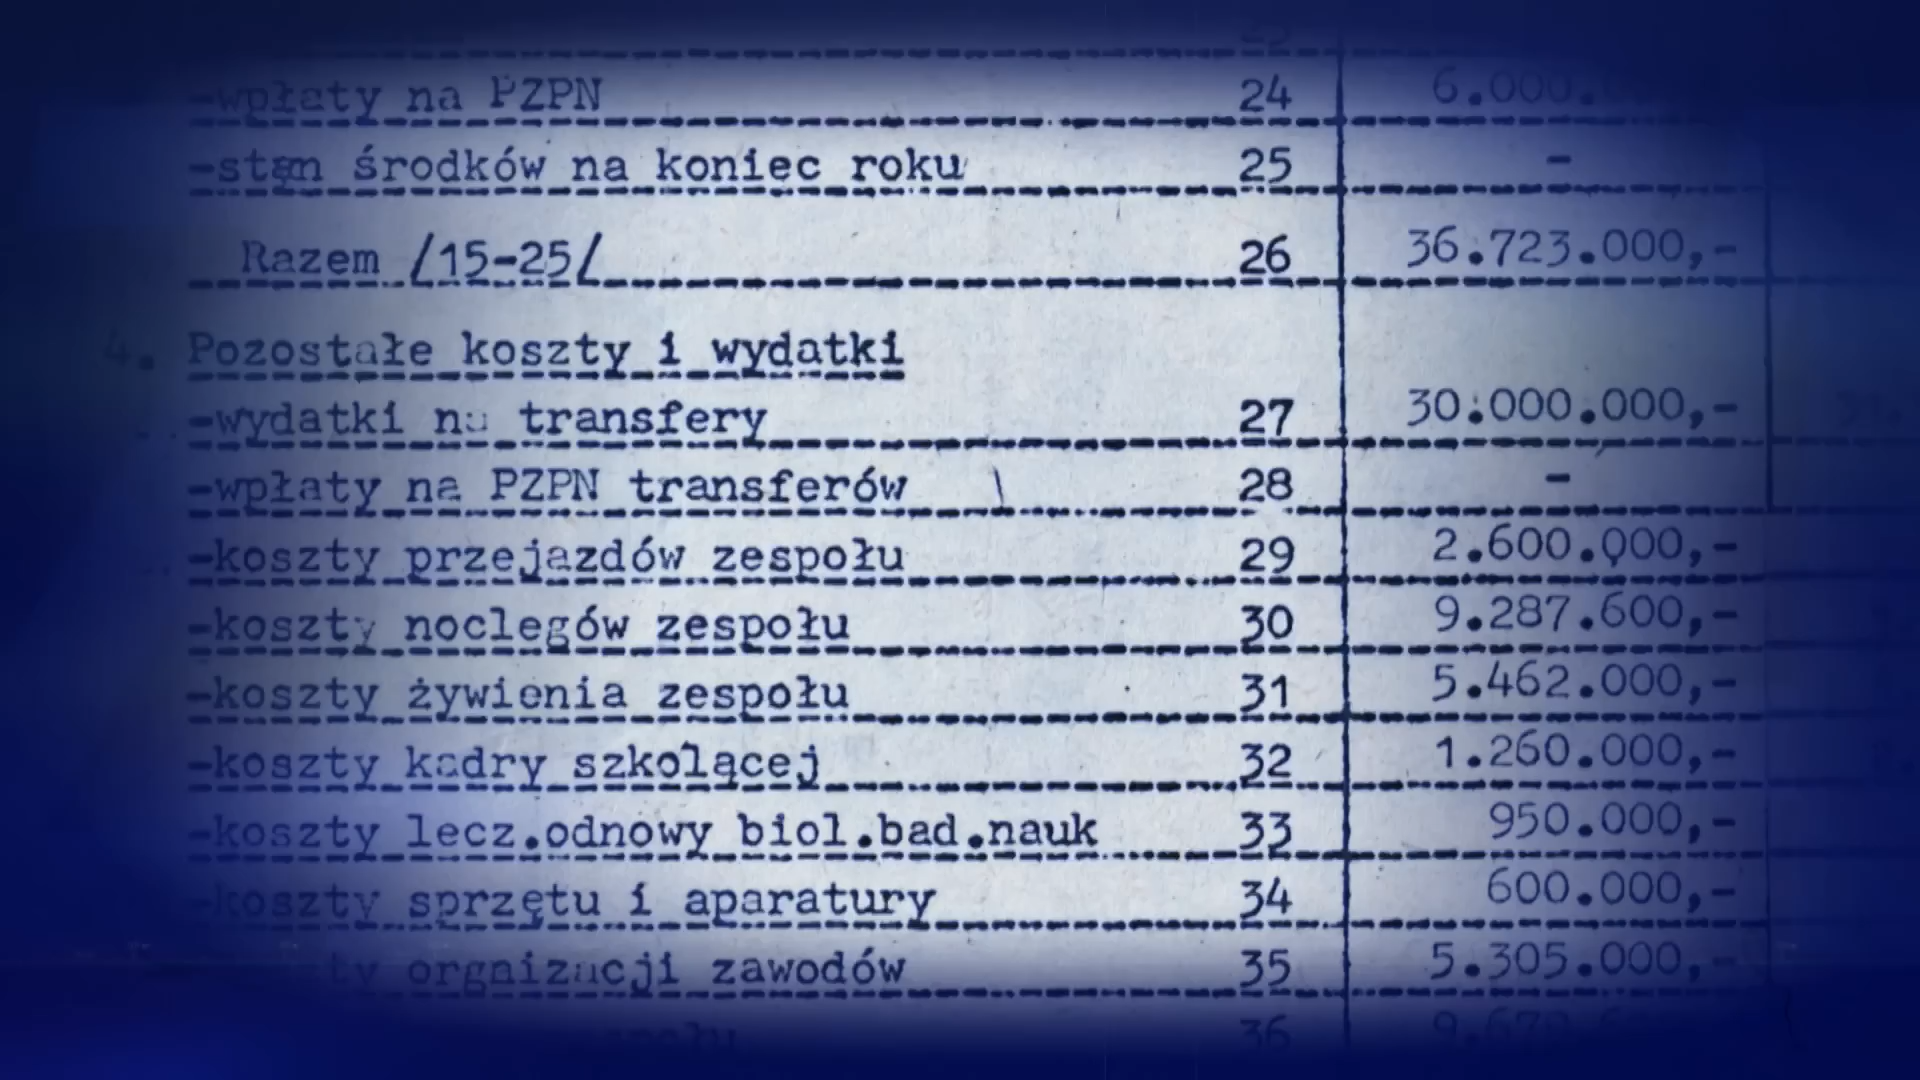 -wpłaty na PZPN 24
-stan środków na koniec roku 25 -
Razem /15-25/ 26 36.723.000,-
4. Pozostałe koszty i wydatki
-wydatki na transfery 27 30.000.000,-
-wpłaty na PZPN transferów 28 -
-koszty przejazdów zespołu 29 2.600.000,-
-koszty noclegów zespołu 30 9.287.600,-
-koszty żywienia zespołu 31 5.462.000,-
-koszty kadry szkolącej 32 1.260.000,-
-koszty lecz.odnowy biol.bad.nauk 33 950.000,-
-koszty sprzętu i aparatury 34 600.000,-
orgnizacji zawodów 35 5.305.000,-
36